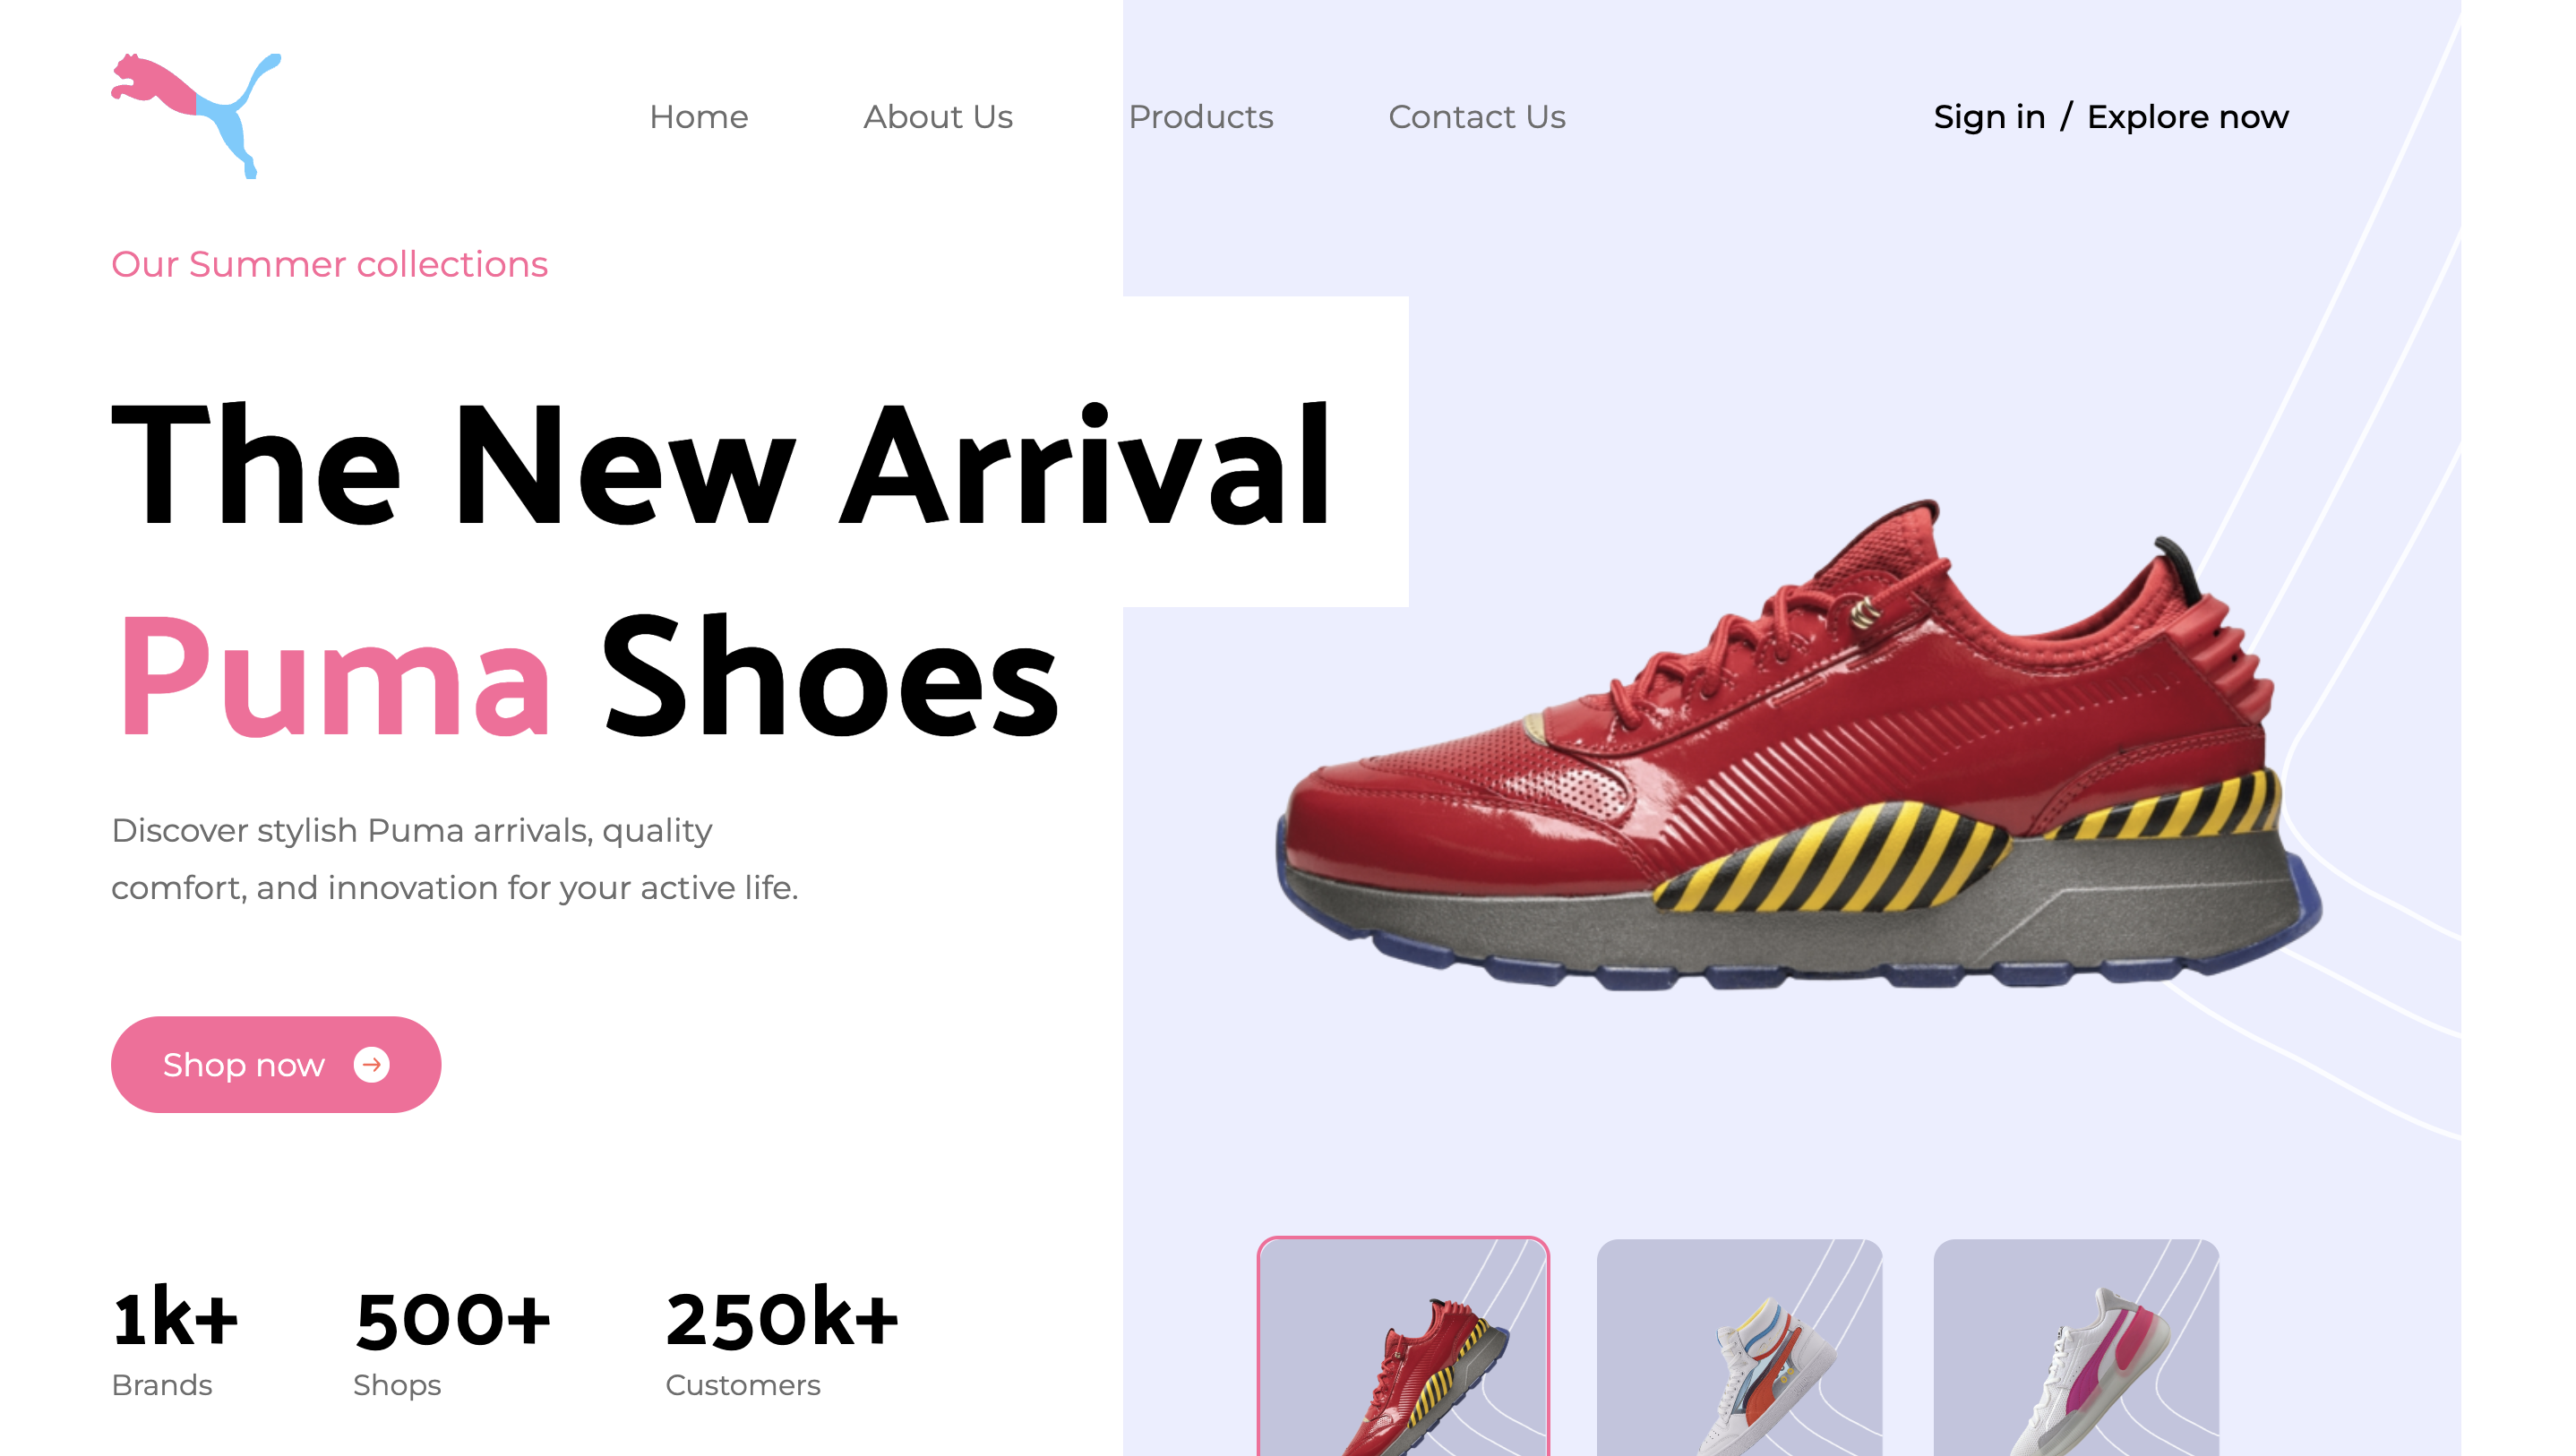 Home About Us Products Contact Us Sign in / Explore now
Our Summer collections
The New Arrival
Puma Shoes
Discover stylish Puma arrivals, quality
comfort, and innovation for your active life.
Shop now
1k+ 500+ 250k+
Brands Shops Customers